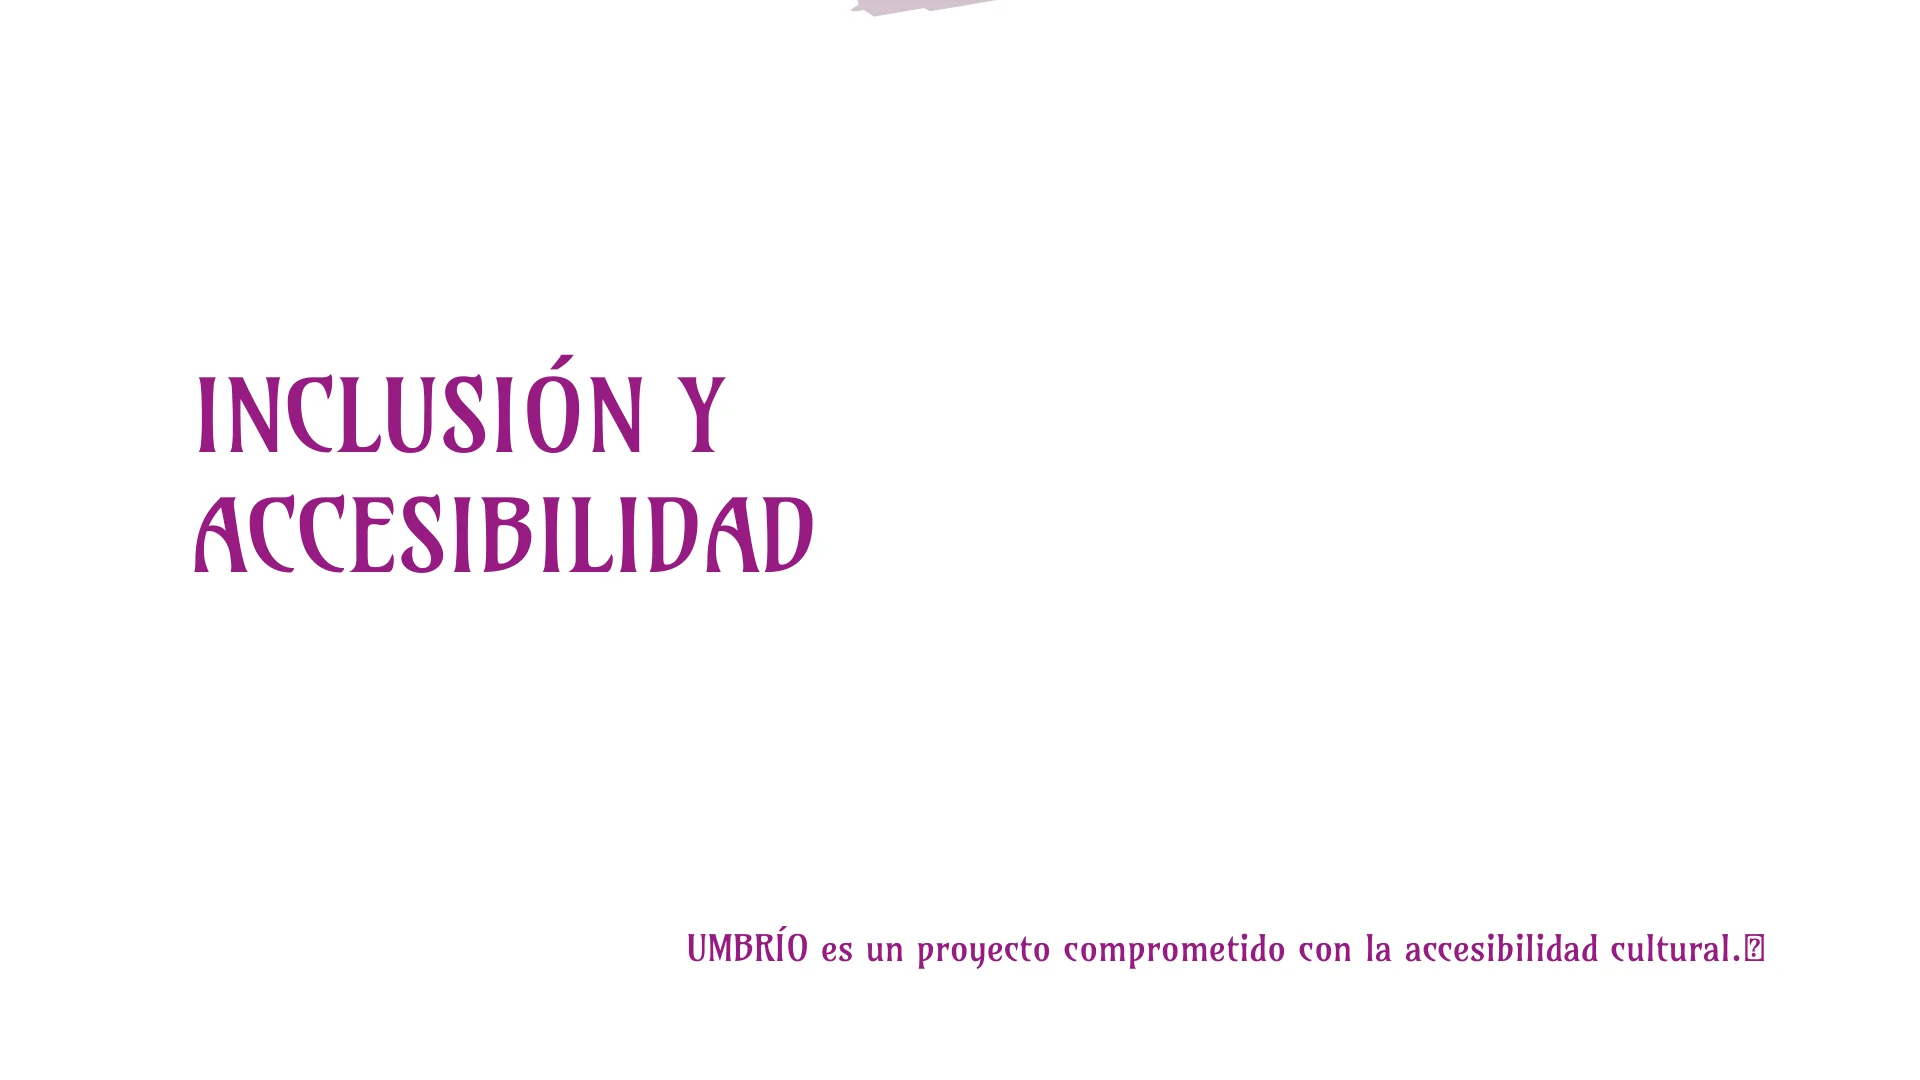 INCLUSIÓN Y
ACCESIBILIDAD
UMBRÍO es un proyecto comprometido con la accesibilidad cultural.